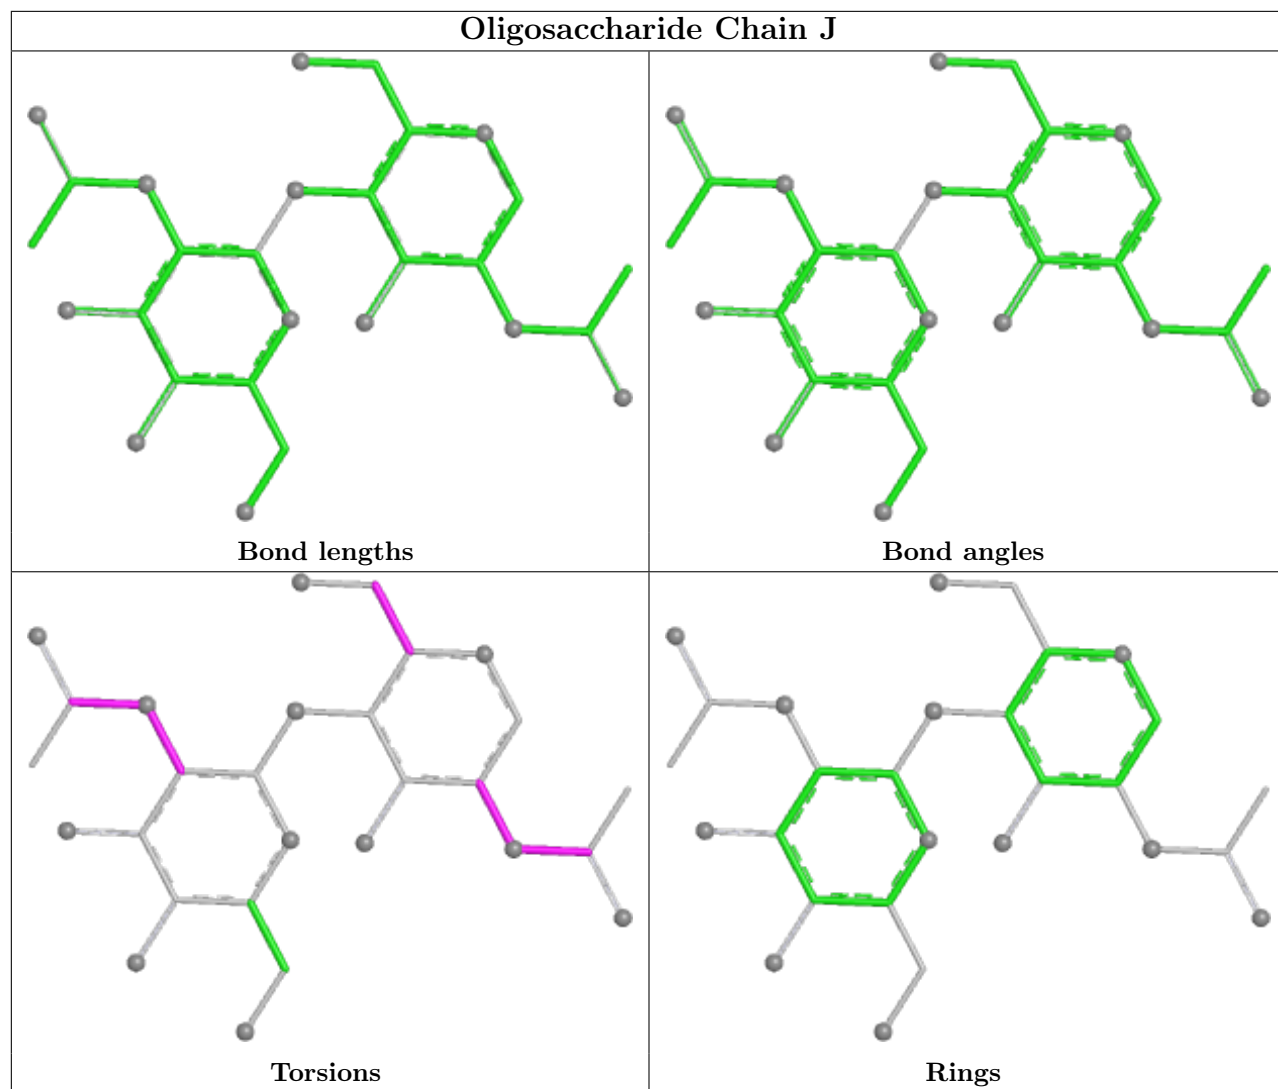 Oligosaccharide Chain J
Bond lengths
Bond angles
Torsions
Rings